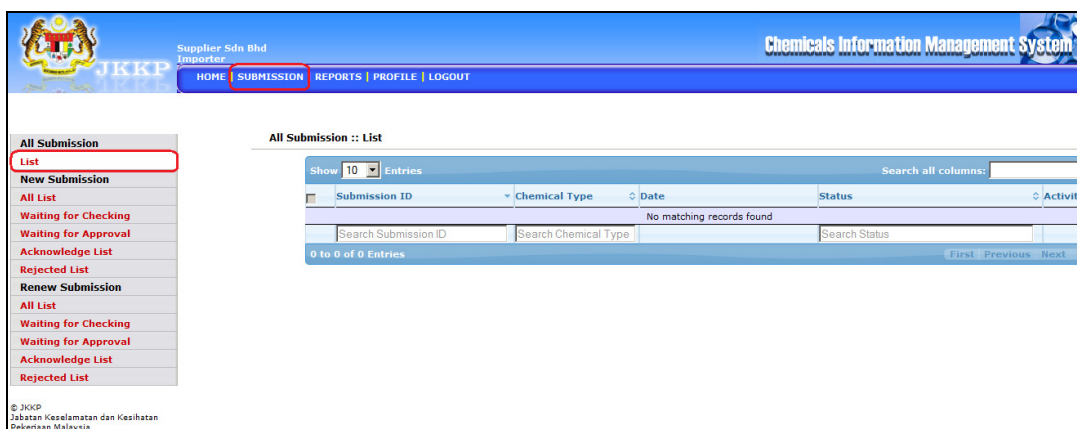 Supplier Sdn Bhd
Importer
Chemicals Information Management System
JKKP
HOME | SUBMISSION | REPORTS | PROFILE | LOGOUT
All Submission
List
New Submission
All List
Waiting for Checking
Waiting for Approval
Acknowledge List
Rejected List
Renew Submission
All List
Waiting for Checking
Waiting for Approval
Acknowledge List
Rejected List
© JKKP
Jabatan Keselamatan dan Kesihatan
Pekerjaan Malaysia
All Submission :: List
Show 10 Entries Search all columns:
Submission ID Chemical Type Date Status Activit
No matching records found
Search Submission ID Search Chemical Type Search Status
0 to 0 of 0 Entries First Previous Next